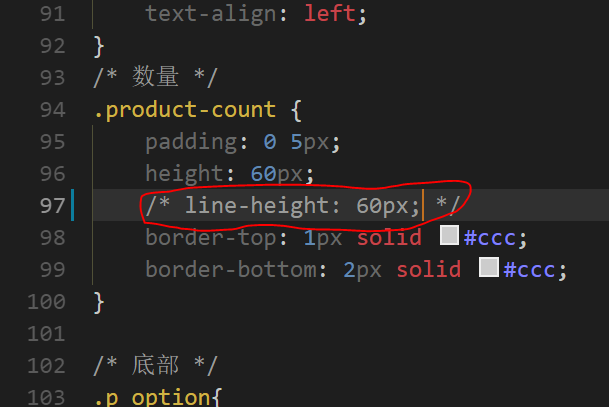 91 text-align: left;
92 }
93 /* 数量 */
94 .product-count {
95 padding: 0 5px;
96 height: 60px;
97 /* line-height: 60px; */
98 border-top: 1px solid #ccc;
99 border-bottom: 2px solid #ccc;
100 }
101
102 /* 底部 */
103 .p_option{